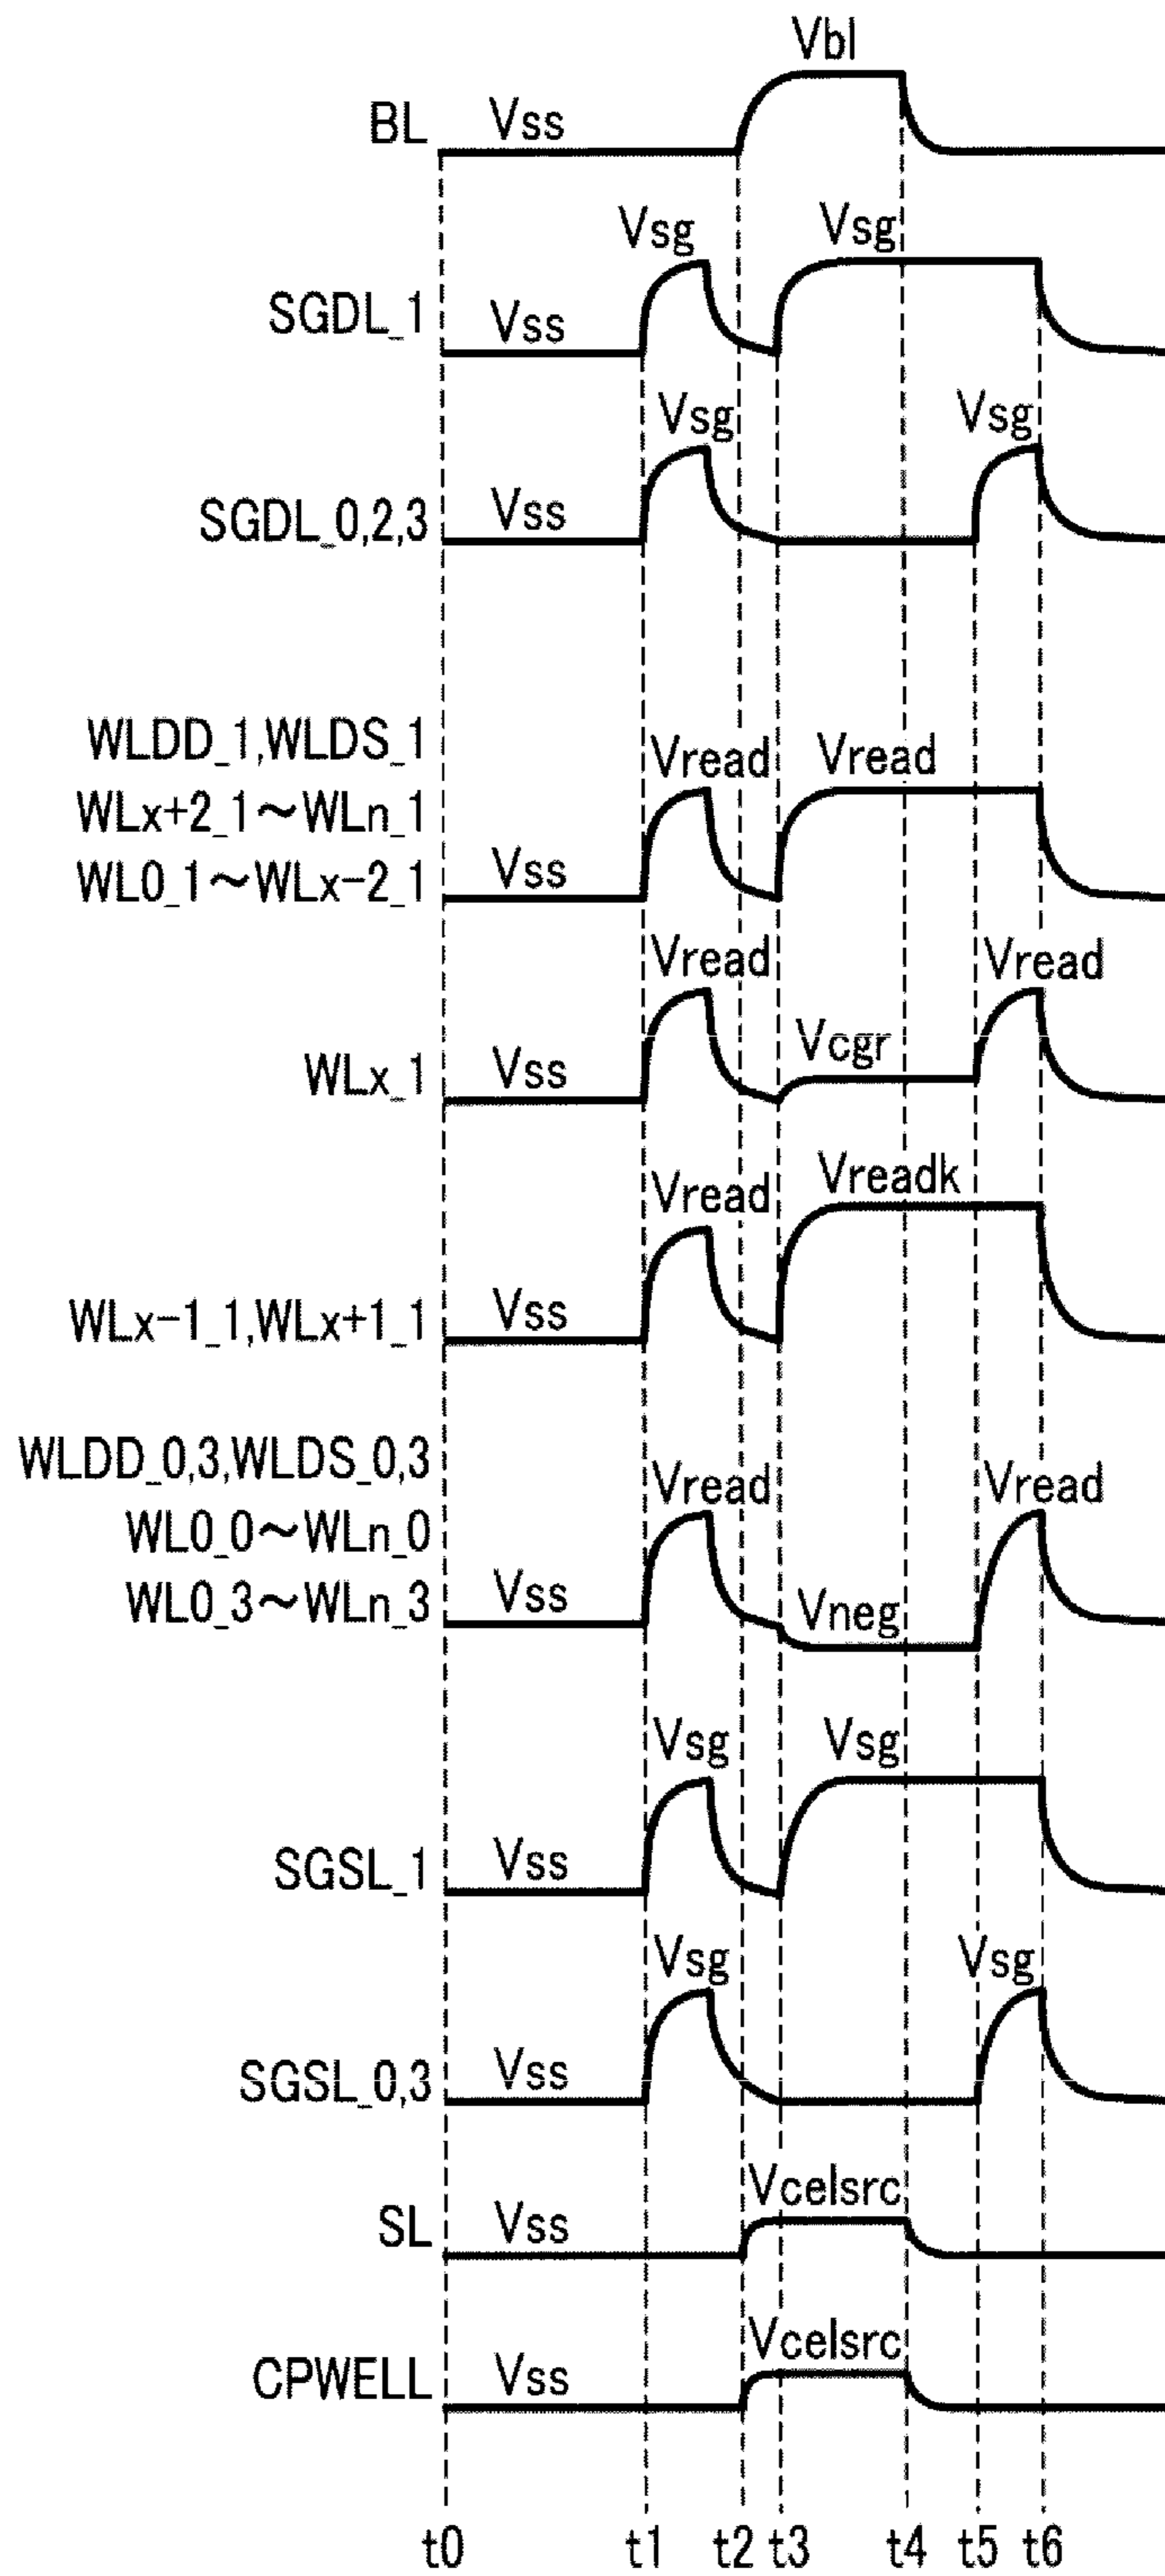 Vbl
BL Vss
Vsg Vsg
SGDL_1 Vss
Vsg Vsg
SGDL_0,2,3 Vss
WLDD_1,WLDS_1
Vread Vread
WLx+2_1～WLn_1
WL0_1～WLx-2_1 Vss
Vread Vread
Vcgr
WLx_1 Vss
Vread Vreadk
WLx-1_1,WLx+1_1 Vss
WLDD_0,3,WLDS_0,3
Vread Vread
WL0_0～WLn_0
WL0_3～WLn_3 Vss Vneg
Vsg Vsg
SGSL_1 Vss
Vsg Vsg
SGSL_0,3 Vss
Vcelsrc
SL Vss
Vcelsrc
CPWELL Vss
t0 t1 t2 t3 t4 t5 t6